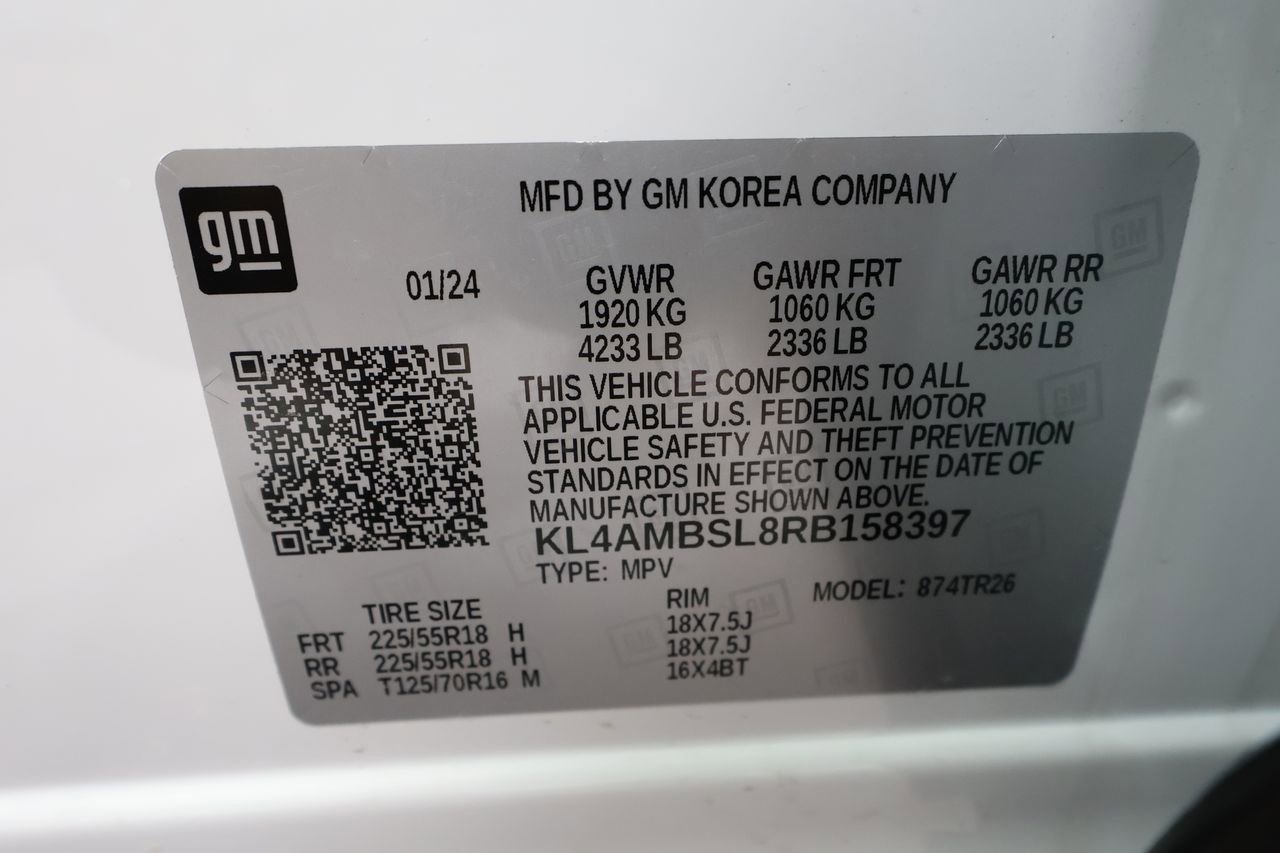 gm
MFD BY GM KOREA COMPANY
01/24
GVWR GAWR FRT GAWR RR
1920 KG 1060 KG 1060 KG
4233 LB 2336 LB 2336 LB
THIS VEHICLE CONFORMS TO ALL
APPLICABLE U.S. FEDERAL MOTOR
VEHICLE SAFETY AND THEFT PREVENTION
STANDARDS IN EFFECT ON THE DATE OF
MANUFACTURE SHOWN ABOVE.
KL4AMBSL8RB158397
TYPE: MPV
MODEL: 874TR26
TIRE SIZE RIM
FRT 225/55R18 H 18X7.5J
RR 225/55R18 H 18X7.5J
SPA T125/70R16 M 16X4BT